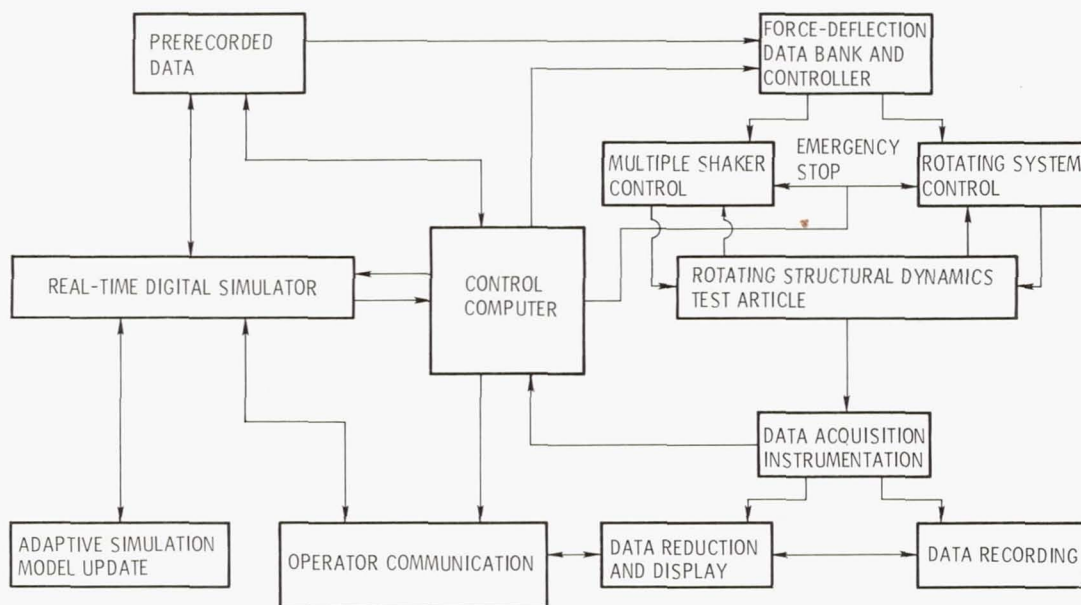 PRERECORDED
DATA
FORCE-DEFLECTION
DATA BANK AND
CONTROLLER
MULTIPLE SHAKER
CONTROL
EMERGENCY
STOP
ROTATING SYSTEM
CONTROL
REAL-TIME DIGITAL SIMULATOR
CONTROL
COMPUTER
ROTATING STRUCTURAL DYNAMICS
TEST ARTICLE
DATA ACQUISITION
INSTRUMENTATION
ADAPTIVE SIMULATION
MODEL UPDATE
OPERATOR COMMUNICATION
DATA REDUCTION
AND DISPLAY
DATA RECORDING